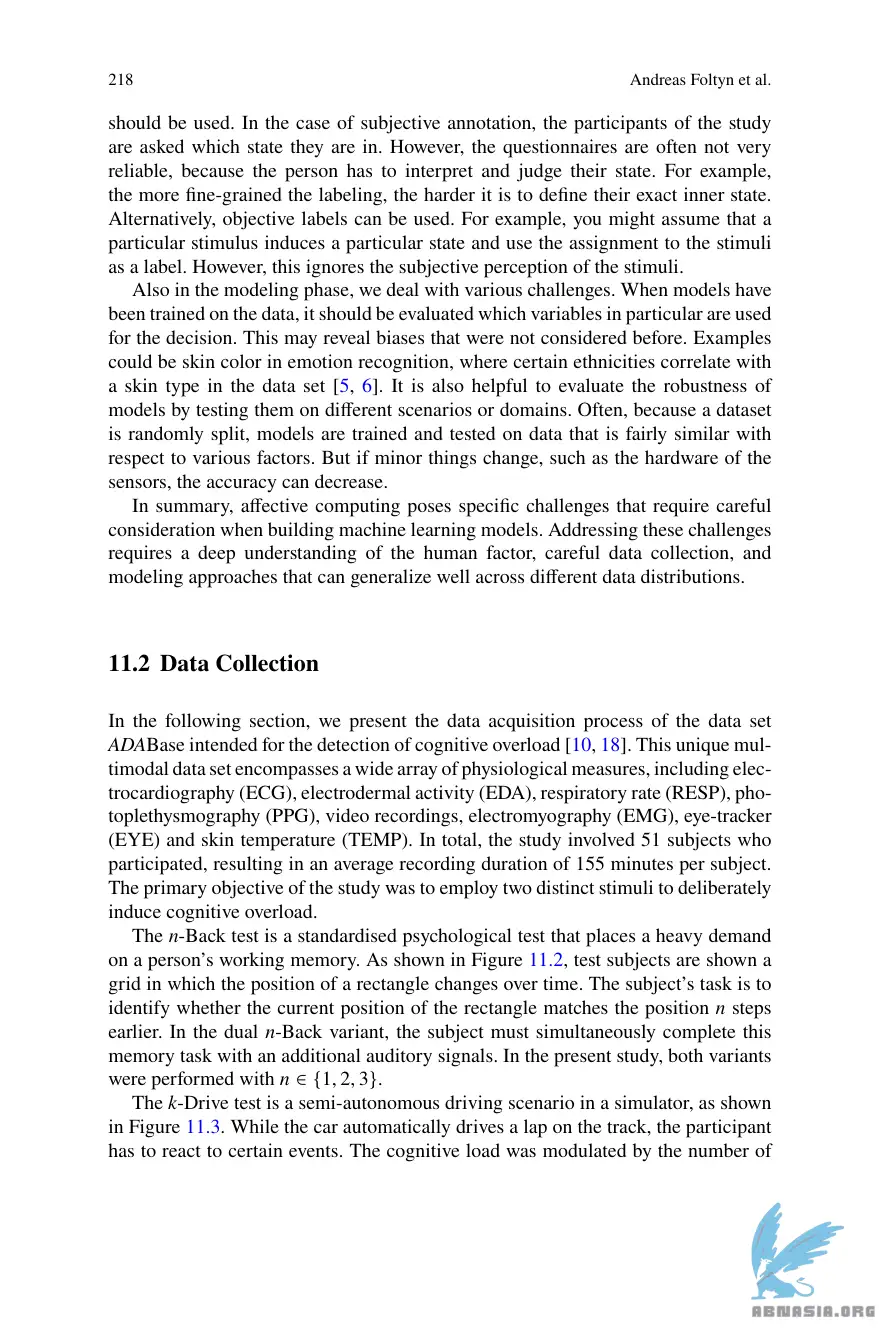 218
Andreas Foltyn et al.
should be used. In the case of subjective annotation, the participants of the study
are asked which state they are in. However, the questionnaires are often not very
reliable, because the person has to interpret and judge their state. For example,
the more fine-grained the labeling, the harder it is to define their exact inner state.
Alternatively, objective labels can be used. For example, you might assume that a
particular stimulus induces a particular state and use the assignment to the stimuli
as a label. However, this ignores the subjective perception of the stimuli.
Also in the modeling phase, we deal with various challenges. When models have
been trained on the data, it should be evaluated which variables in particular are used
for the decision. This may reveal biases that were not considered before. Examples
could be skin color in emotion recognition, where certain ethnicities correlate with
a skin type in the data set [5, 6]. It is also helpful to evaluate the robustness of
models by testing them on different scenarios or domains. Often, because a dataset
is randomly split, models are trained and tested on data that is fairly similar with
respect to various factors. But if minor things change, such as the hardware of the
sensors, the accuracy can decrease.
In summary, affective computing poses specific challenges that require careful
consideration when building machine learning models. Addressing these challenges
requires a deep understanding of the human factor, careful data collection, and
modeling approaches that can generalize well across different data distributions.
11.2 Data Collection
In the following section, we present the data acquisition process of the data set
ADABase intended for the detection of cognitive overload [10, 18]. This unique mul-
timodal data set encompasses a wide array of physiological measures, including elec-
trocardiography (ECG), electrodermal activity (EDA), respiratory rate (RESP), pho-
toplethysmography (PPG), video recordings, electromyography (EMG), eye-tracker
(EYE) and skin temperature (TEMP). In total, the study involved 51 subjects who
participated, resulting in an average recording duration of 155 minutes per subject.
The primary objective of the study was to employ two distinct stimuli to deliberately
induce cognitive overload.
The n-Back test is a standardised psychological test that places a heavy demand
on a person's working memory. As shown in Figure 11.2, test subjects are shown a
grid in which the position of a rectangle changes over time. The subject's task is to
identify whether the current position of the rectangle matches the position n steps
earlier. In the dual n-Back variant, the subject must simultaneously complete this
memory task with an additional auditory signals. In the present study, both variants
were performed with n ∈ {1, 2, 3}.
The k-Drive test is a semi-autonomous driving scenario in a simulator, as shown
in Figure 11.3. While the car automatically drives a lap on the track, the participant
has to react to certain events. The cognitive load was modulated by the number of
ABNASIA.ORG